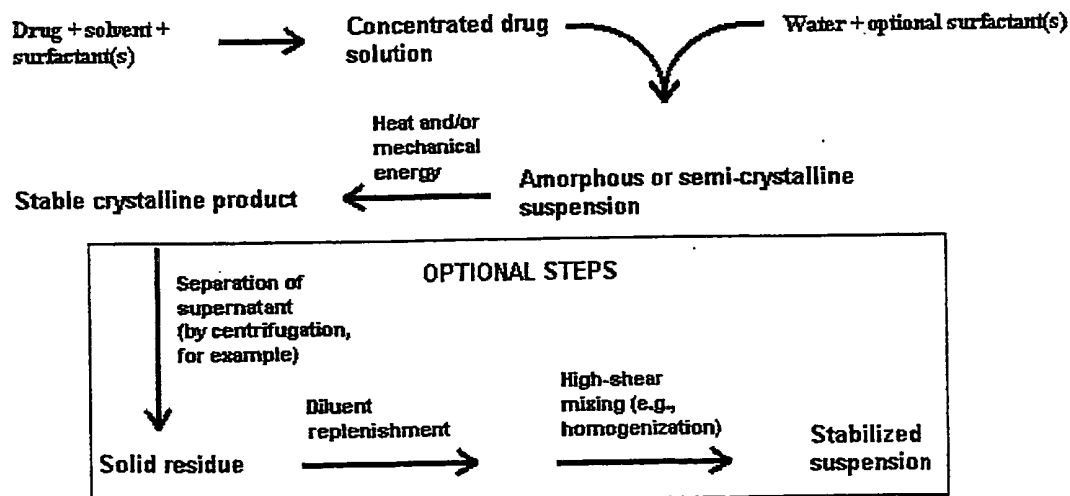 Drug + solvent +
surfactant(s)
Concentrated drug
solution
Water + optional surfactant(s)
Heat and/or
mechanical
energy
Stable crystalline product
Amorphous or semi-crystalline
suspension
OPTIONAL STEPS
Separation of
supernatant
(by centrifugation,
for example)
Diluent
replenishment
High-shear
mixing (e.g.,
homogenization)
Solid residue
Stabilized
suspension